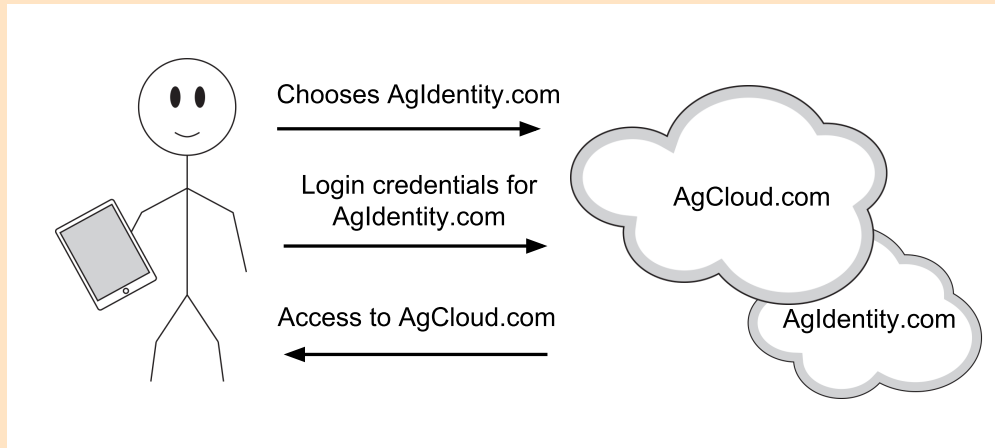 Chooses AgIdentity.com
Login credentials for
AgIdentity.com
Access to AgCloud.com
AgCloud.com
AgIdentity.com